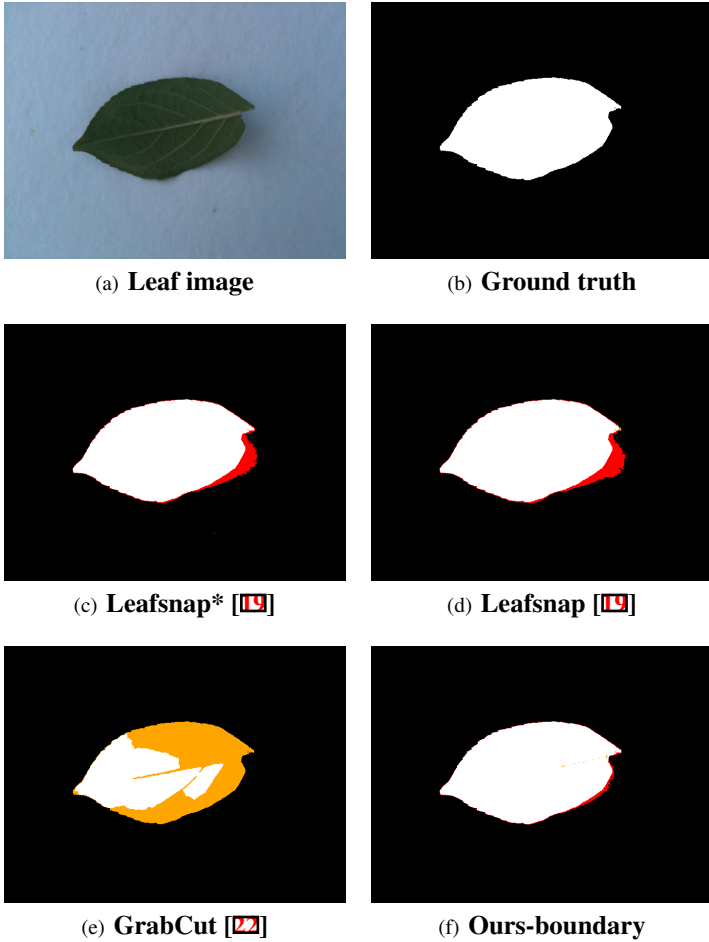 (a) Leaf image
(b) Ground truth
(c) Leafsnap* [19]
(d) Leafsnap [19]
(e) GrabCut [22]
(f) Ours-boundary